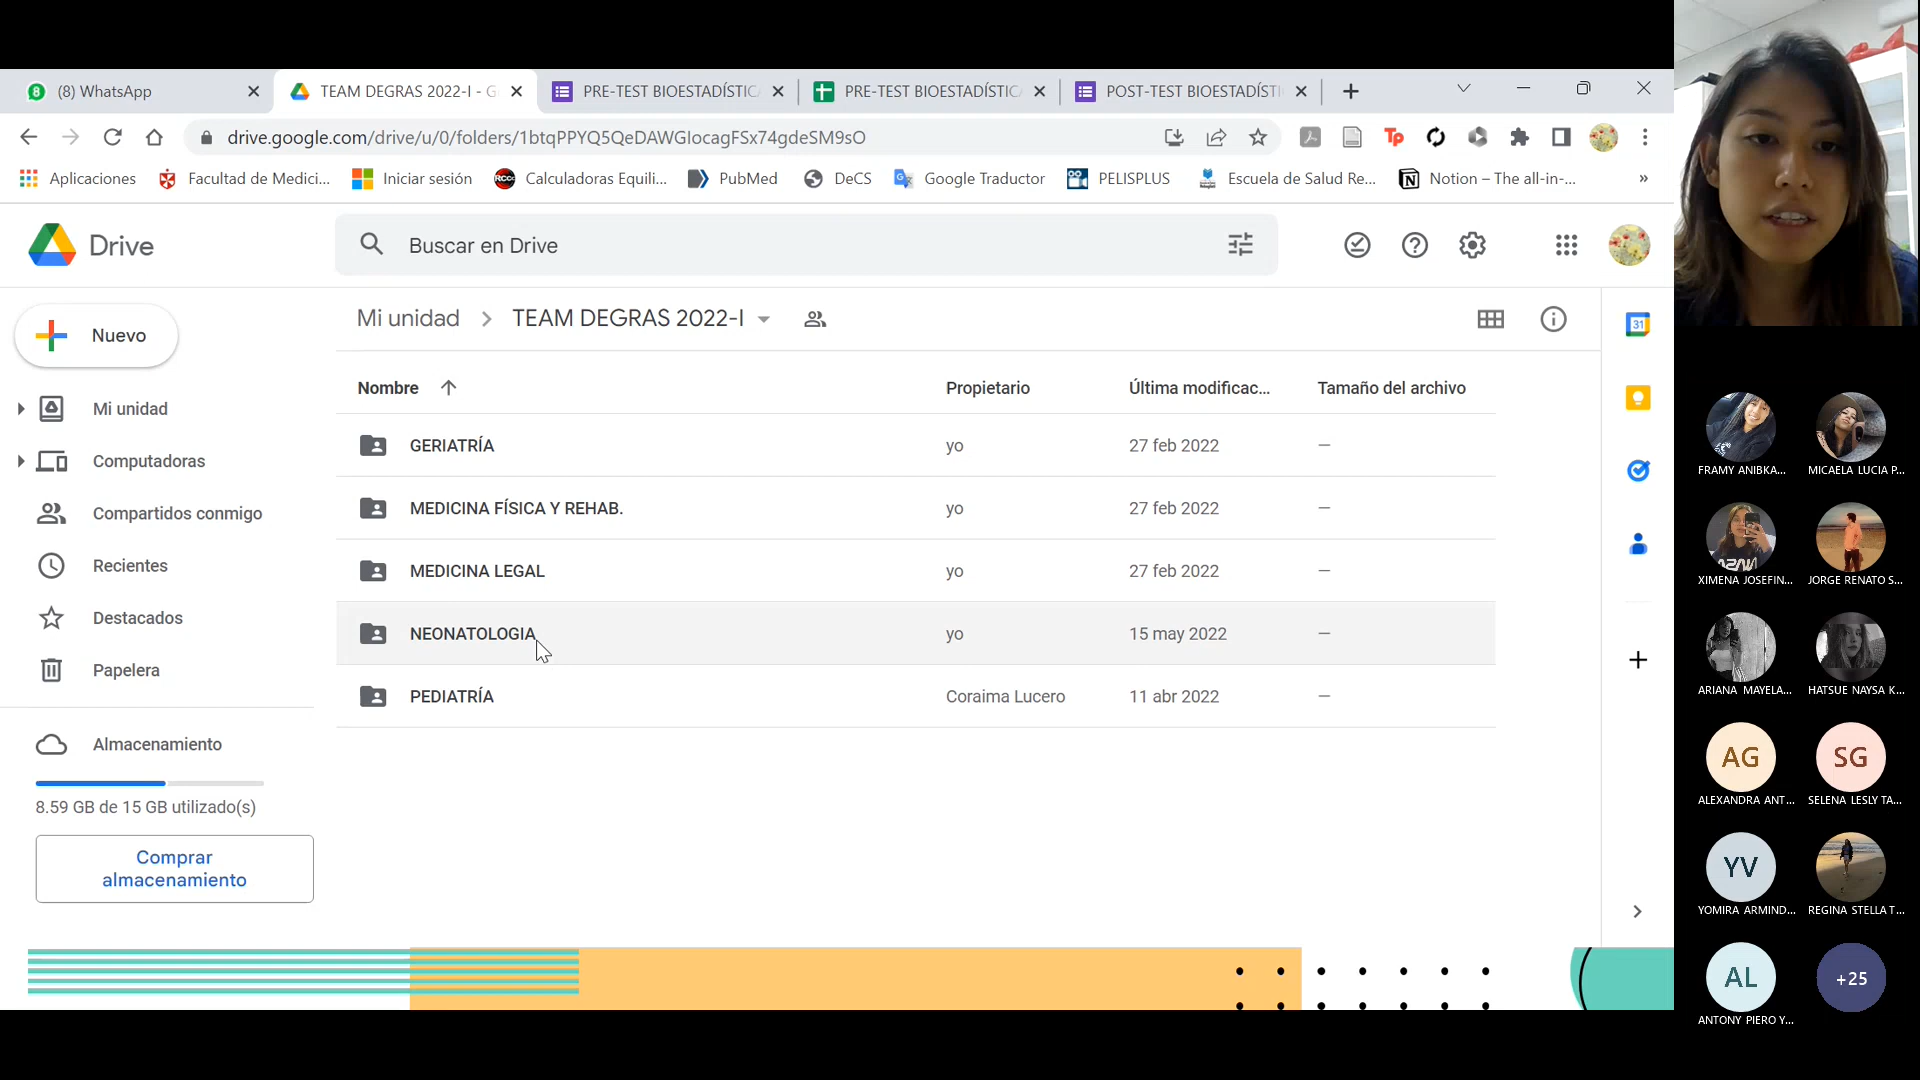 (8) WhatsApp
TEAM DEGRAS 2022-I - G
PRE-TEST BIOESTADÍSTICA
PRE-TEST BIOESTADÍSTICA
POST-TEST BIOESTADÍSTI
drive.google.com/drive/u/0/folders/1btqPPYQ5QeDAWGIocagFSx74gdeSM9sO
Aplicaciones
Facultad de Medici...
Iniciar sesión
Calculadoras Equili...
PubMed
DeCS
Google Traductor
PELISPLUS
Escuela de Salud Re...
Notion – The all-in-...
»
Drive
Buscar en Drive
Nuevo
Mi unidad
Computadoras
Compartidos conmigo
Recientes
Destacados
Papelera
Almacenamiento
8.59 GB de 15 GB utilizado(s)
Comprar
almacenamiento
Mi unidad > TEAM DEGRAS 2022-I
Nombre Propietario Última modificac... Tamaño del archivo
GERIATRÍA yo 27 feb 2022 —
MEDICINA FÍSICA Y REHAB. yo 27 feb 2022 —
MEDICINA LEGAL yo 27 feb 2022 —
NEONATOLOGIA yo 15 may 2022 —
PEDIATRÍA Coraima Lucero 11 abr 2022 —
31
FRAMY ANIBKA... MICAELA LUCIA P...
XIMENA JOSEFIN... JORGE RENATO S...
ARIANA MAYELA... HATSUE NAYSA K...
AG SG
ALEXANDRA ANT... SELENA LESLY TA...
YV
YOMIRA ARMIND... REGINA STELLA T...
AL +25
ANTONY PIERO Y...